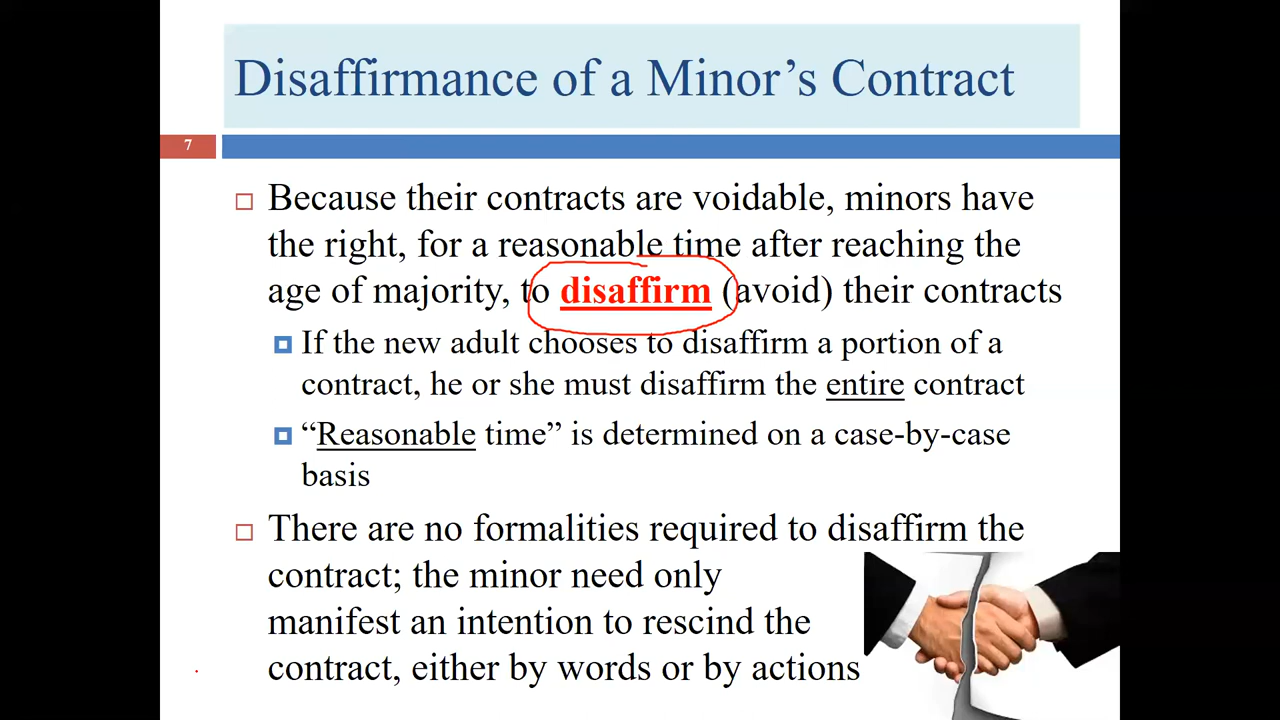 Disaffirmance of a Minor’s Contract
7
Because their contracts are voidable, minors have
the right, for a reasonable time after reaching the
age of majority, to disaffirm (avoid) their contracts
If the new adult chooses to disaffirm a portion of a
contract, he or she must disaffirm the entire contract
“Reasonable time” is determined on a case-by-case
basis
There are no formalities required to disaffirm the
contract; the minor need only
manifest an intention to rescind the
contract, either by words or by actions